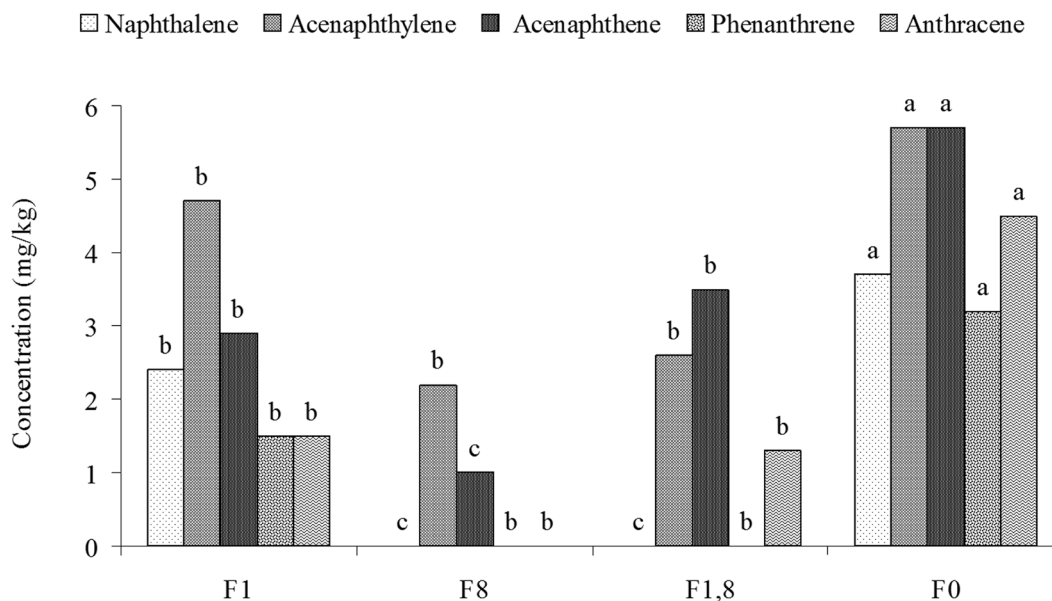 Naphthalene Acenaphthylene Acenaphthene Phenanthrene Anthracene
Concentration (mg/kg)
6
5
4
3
2
1
0
b b b b b
c b c b b
c b b b b
a a a a a
F1 F8 F1,8 F0